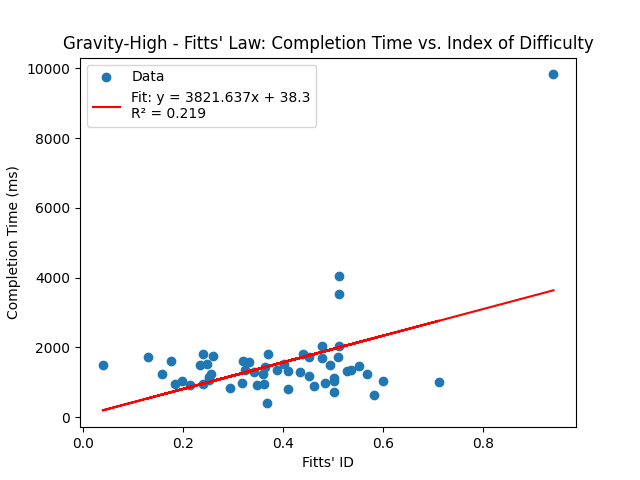 Gravity-High - Fitts' Law: Completion Time vs. Index of Difficulty
Data
Fit: y = 3821.637x + 38.3
R² = 0.219
10000
8000
6000
4000
2000
0
Completion Time (ms)
0.0 0.2 0.4 0.6 0.8
Fitts' ID